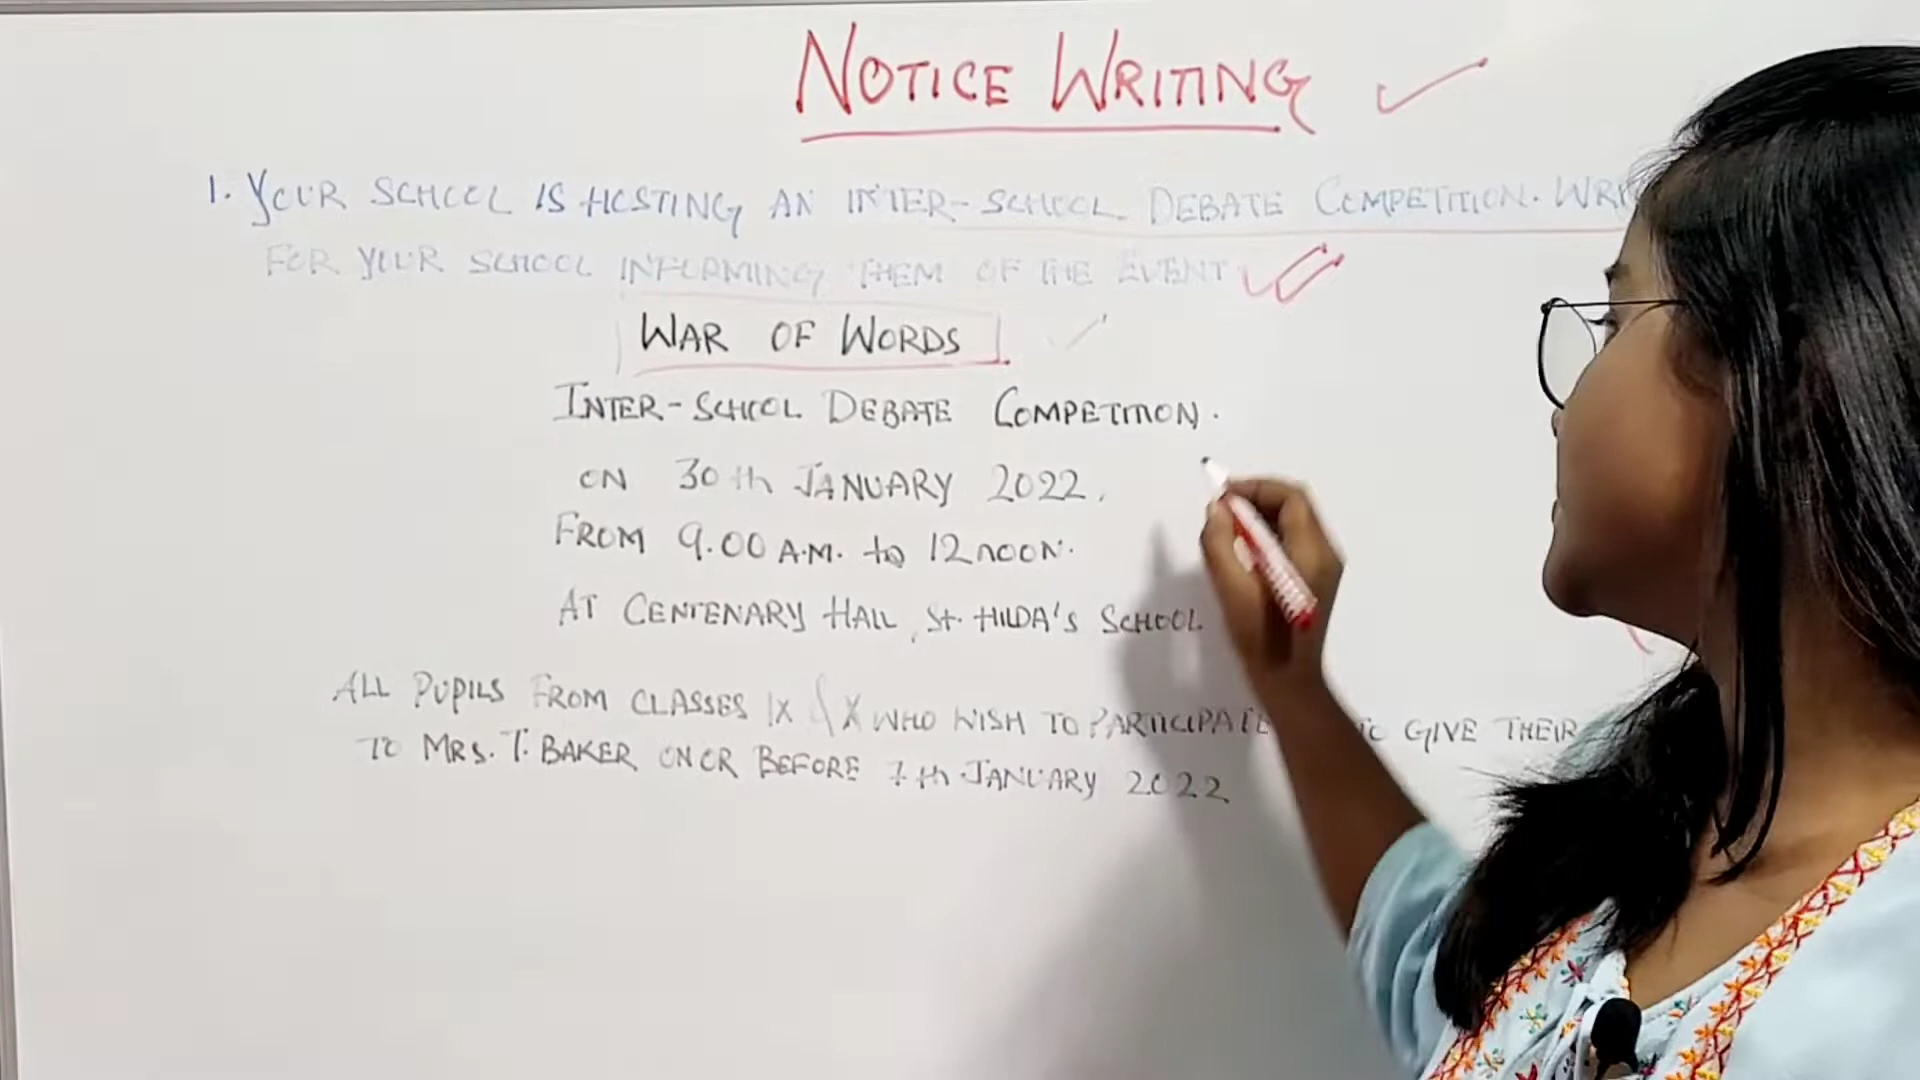 NOTICE WRITING
1. YOUR SCHOOL IS HOSTING AN INTER-SCHOOL DEBATE COMPETITION. WRI
FOR YOUR SCHOOL INFORMING THEM OF THE EVENT
WAR OF WORDS
INTER-SCHOOL DEBATE COMPETITION.
ON 30th JANUARY 2022.
FROM 9.00 A.M. to 12 NOON.
AT CENTENARY HALL, St. HILDA'S SCHOOL
ALL PUPILS FROM CLASSES IX & X WHO WISH TO PARTICIPATE TO GIVE THEIR
TO MRS. T. BAKER ON OR BEFORE 7th JANUARY 2022